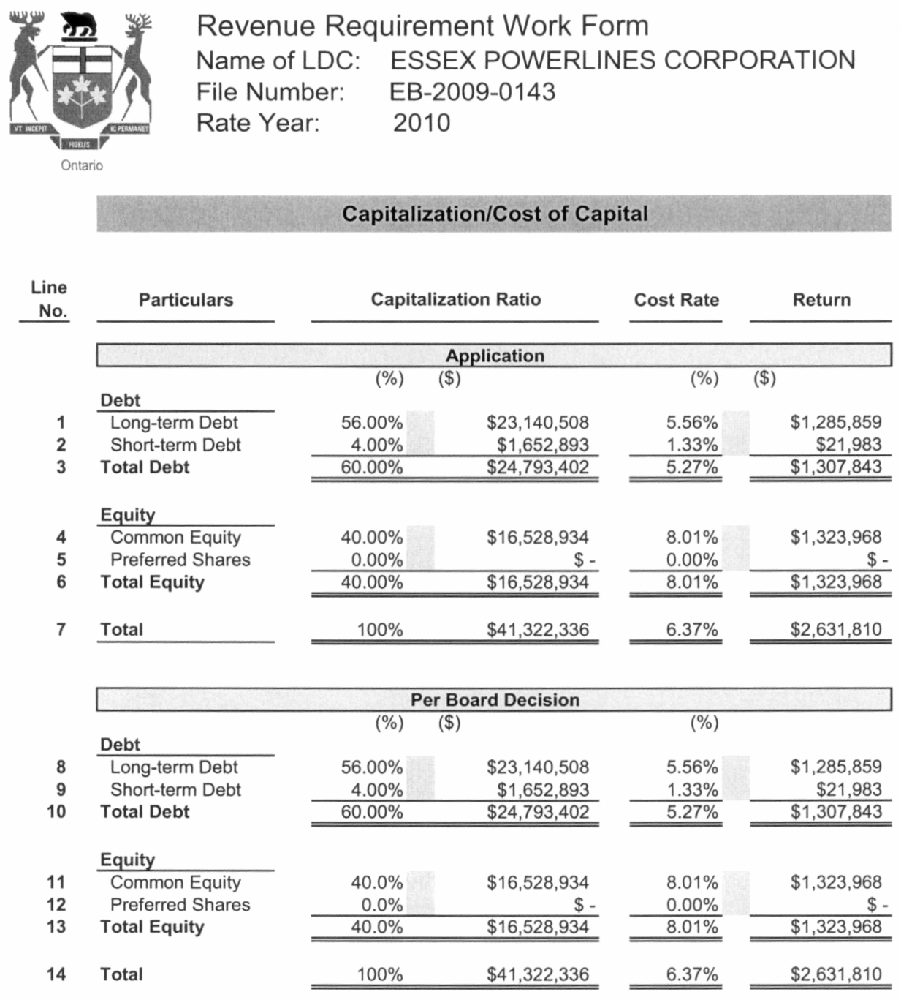 Revenue Requirement Work Form
Name of LDC: ESSEX POWERLINES CORPORATION
File Number: EB-2009-0143
Rate Year: 2010
VT INCEPIT
IC PERMANET
FIDELIS
Ontario
Capitalization/Cost of Capital
Line No. Particulars Capitalization Ratio Cost Rate Return
Application
(%) ($) (%) ($)
Debt
1 Long-term Debt 56.00% $23,140,508 5.56% $1,285,859
2 Short-term Debt 4.00% $1,652,893 1.33% $21,983
3 Total Debt 60.00% $24,793,402 5.27% $1,307,843
Equity
4 Common Equity 40.00% $16,528,934 8.01% $1,323,968
5 Preferred Shares 0.00% $ - 0.00% $ -
6 Total Equity 40.00% $16,528,934 8.01% $1,323,968
7 Total 100% $41,322,336 6.37% $2,631,810
Per Board Decision
(%) ($) (%)
Debt
8 Long-term Debt 56.00% $23,140,508 5.56% $1,285,859
9 Short-term Debt 4.00% $1,652,893 1.33% $21,983
10 Total Debt 60.00% $24,793,402 5.27% $1,307,843
Equity
11 Common Equity 40.0% $16,528,934 8.01% $1,323,968
12 Preferred Shares 0.0% $ - 0.00% $ -
13 Total Equity 40.0% $16,528,934 8.01% $1,323,968
14 Total 100% $41,322,336 6.37% $2,631,810